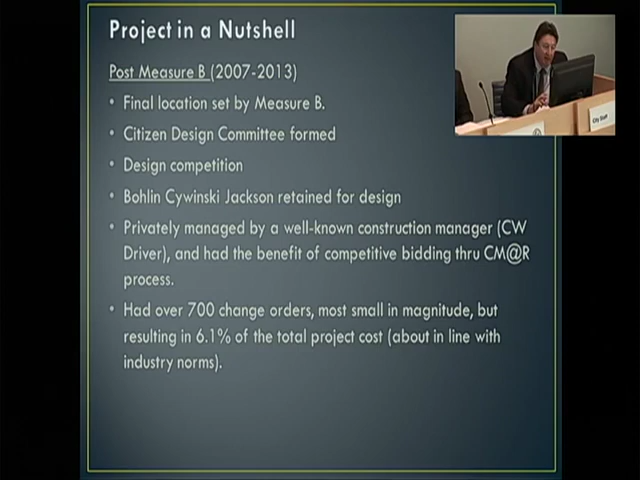 Project in a Nutshell
Post Measure B (2007-2013)
• Final location set by Measure B.
• Citizen Design Committee formed
• Design competition
• Bohlin Cywinski Jackson retained for design
• Privately managed by a well-known construction manager (CW
Driver), and had the benefit of competitive bidding thru CM@R
process.
• Had over 700 change orders, most small in magnitude, but
resulting in 6.1% of the total project cost (about in line with
industry norms).
City Staff